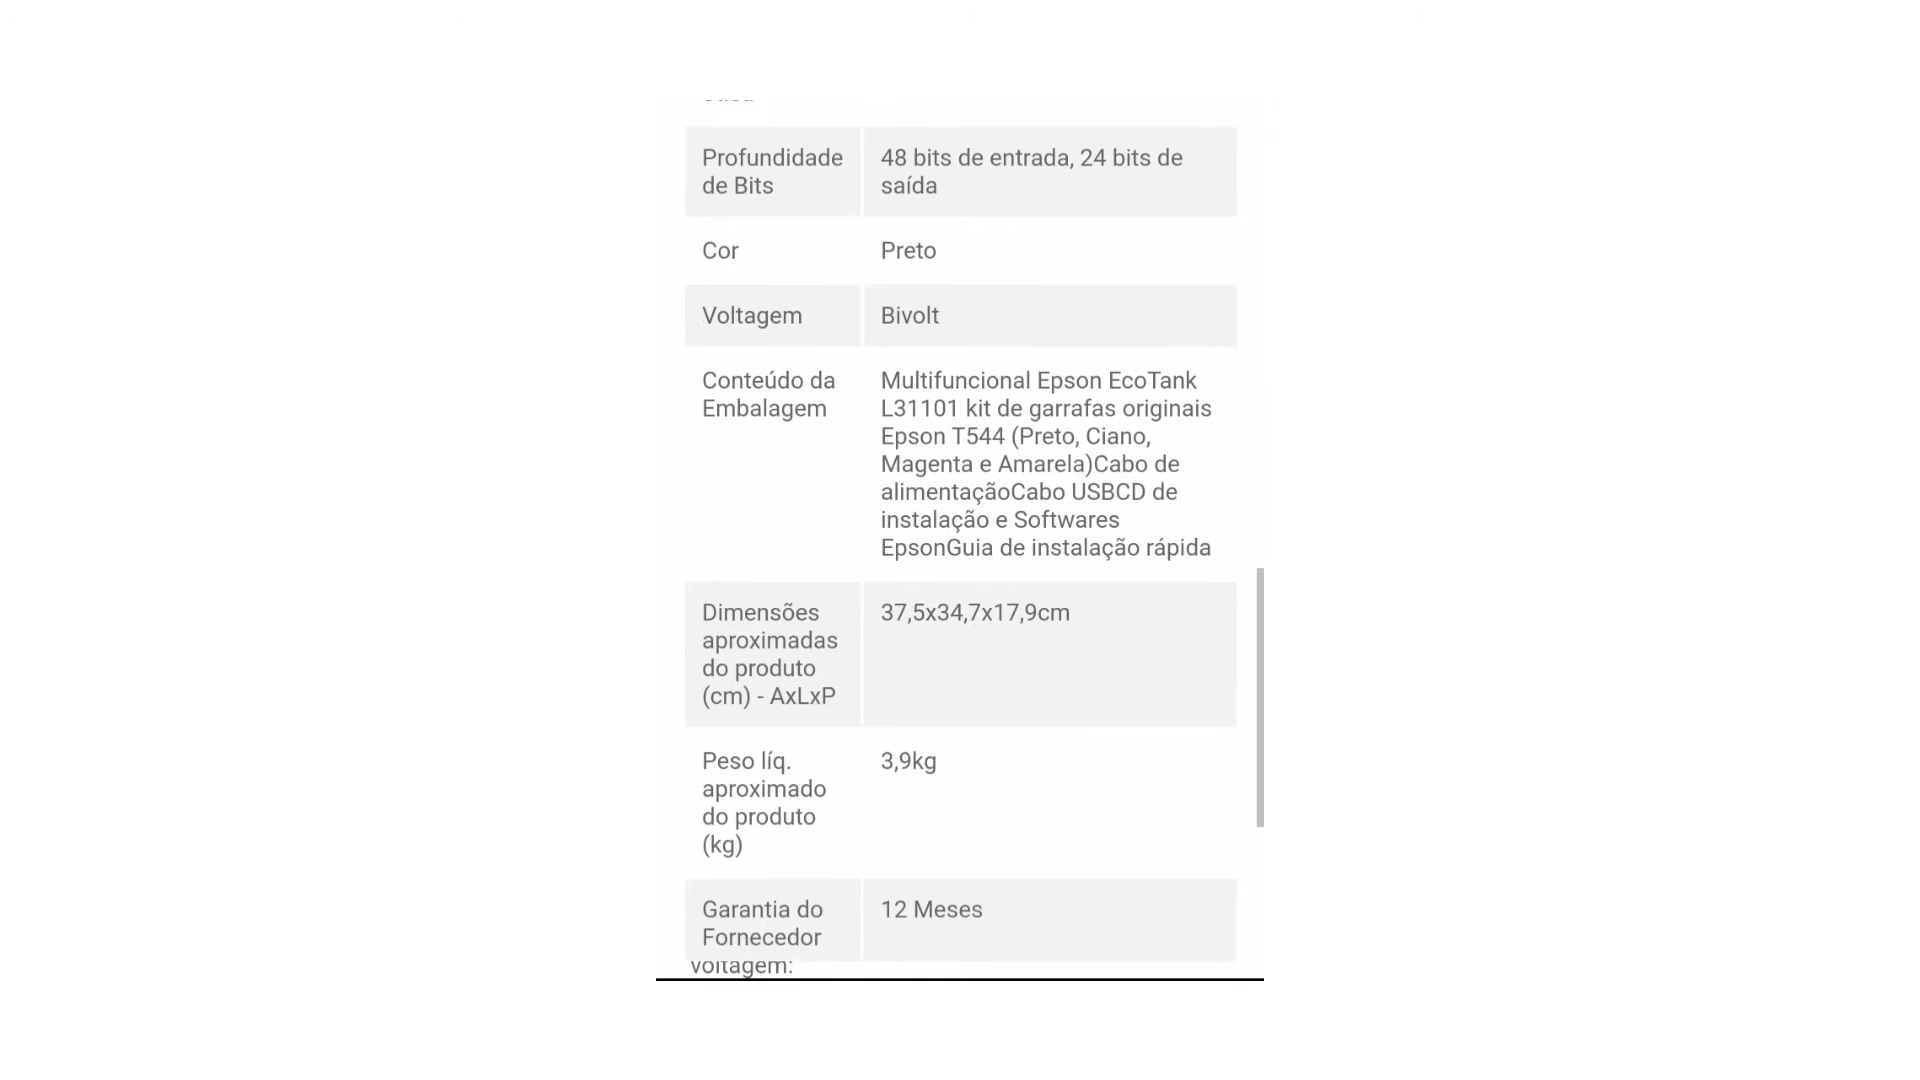 Profundidade
de Bits
48 bits de entrada, 24 bits de
saída
Cor
Preto
Voltagem
Bivolt
Conteúdo da
Embalagem
Multifuncional Epson EcoTank
L31101 kit de garrafas originais
Epson T544 (Preto, Ciano,
Magenta e Amarela)Cabo de
alimentaçãoCabo USBCD de
instalação e Softwares
EpsonGuia de instalação rápida
Dimensões
aproximadas
do produto
(cm) - AxLxP
37,5x34,7x17,9cm
Peso líq.
aproximado
do produto
(kg)
3,9kg
Garantia do
Fornecedor
12 Meses
voltagem: